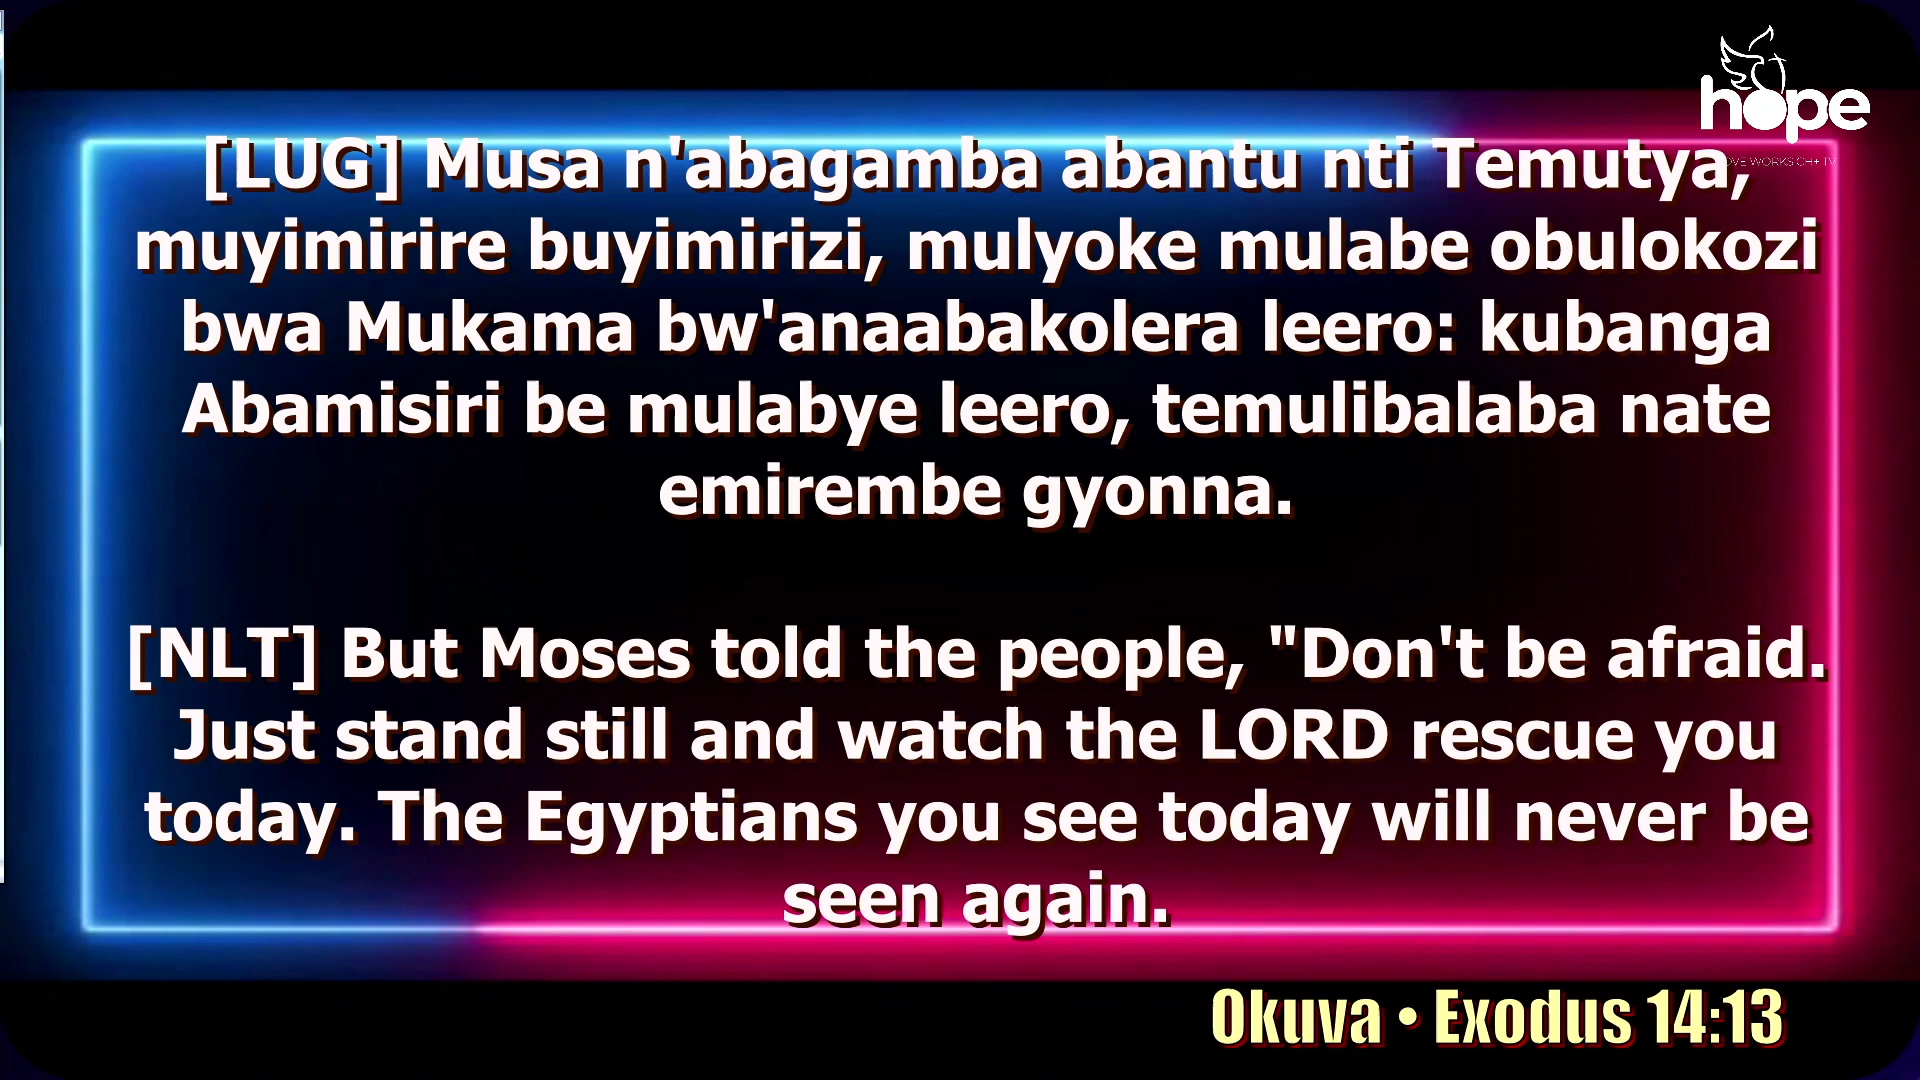 hope
[LUG] Musa n'abagamba abantu nti Temutya,
muyimirire buyimirizi, mulyoke mulabe obulokozi
bwa Mukama bw'anaabakolera leero: kubanga
Abamisiri be mulabye leero, temulibalaba nate
emirembe gyonna.
[NLT] But Moses told the people, "Don't be afraid.
Just stand still and watch the LORD rescue you
today. The Egyptians you see today will never be
seen again.
Okuva • Exodus 14:13